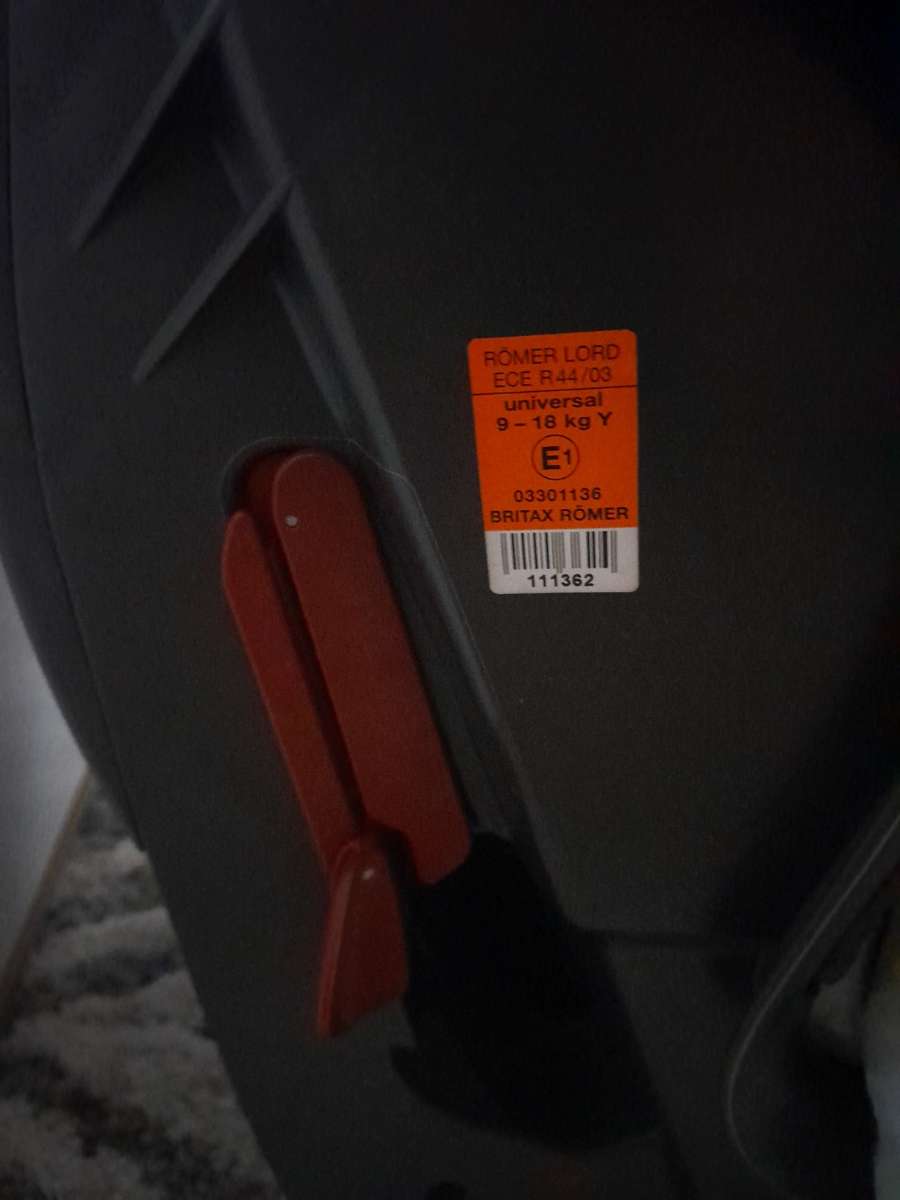 RÖMER LORD
ECE R44/03
universal
9 – 18 kg Y
E1
03301136
BRITAX RÖMER
111362